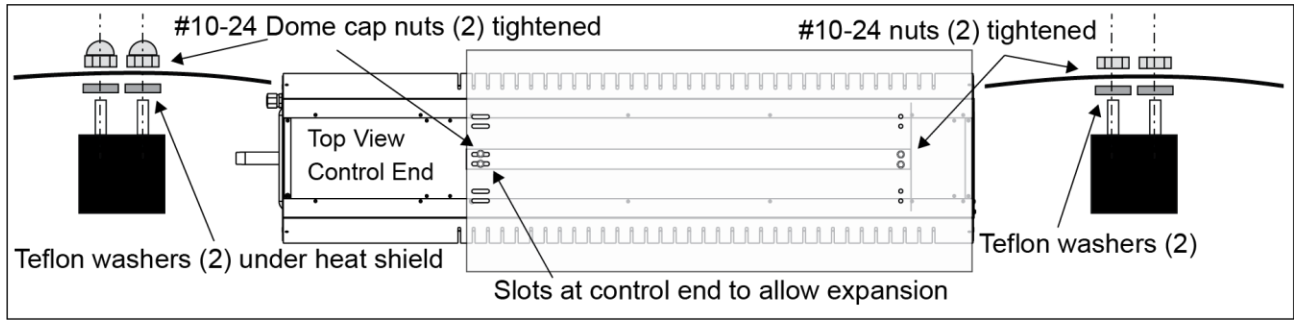 #10-24 Dome cap nuts (2) tightened
#10-24 nuts (2) tightened
Top View
Control End
Teflon washers (2) under heat shield
Teflon washers (2)
Slots at control end to allow expansion